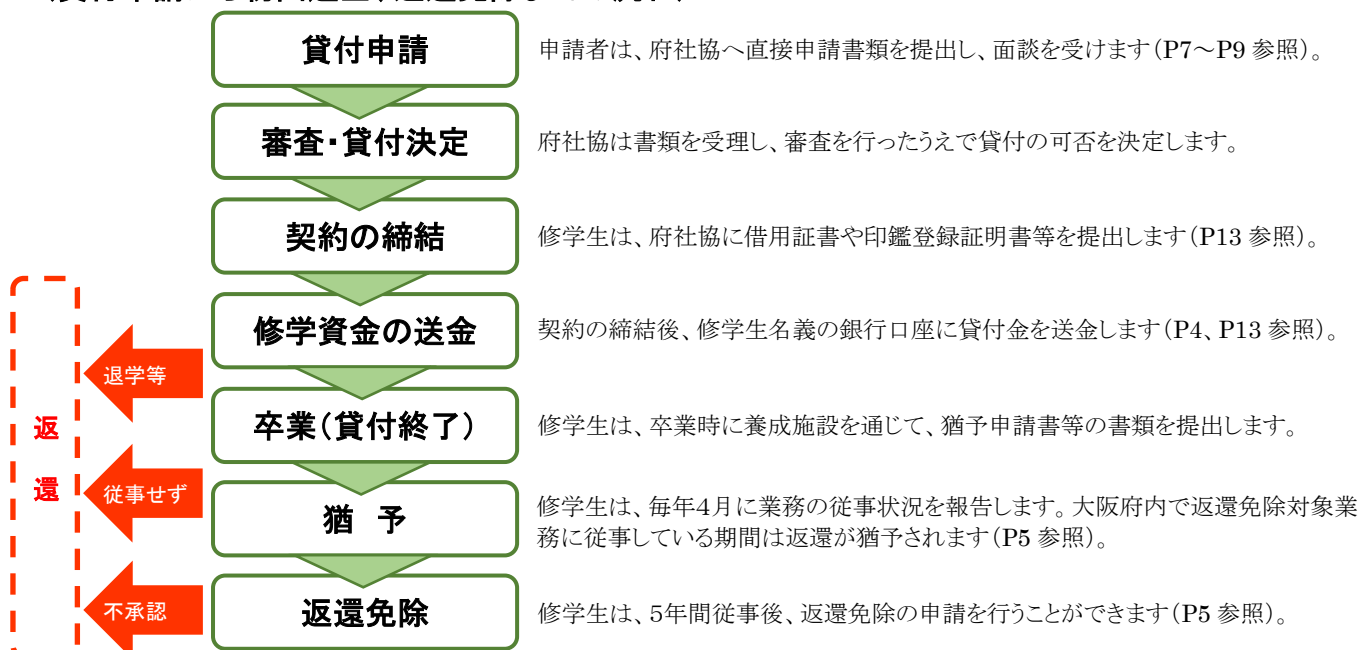 貸付申請
申請者は、府社協へ直接申請書類を提出し、面談を受けます(P7～P9 参照)。
審査・貸付決定
府社協は書類を受理し、審査を行ったうえで貸付の可否を決定します。
契約の締結
修学生は、府社協に借用証書や印鑑登録証明書等を提出します(P13 参照)。
修学資金の送金
契約の締結後、修学生名義の銀行口座に貸付金を送金します(P4、P13 参照)。
退学等
卒業(貸付終了)
修学生は、卒業時に養成施設を通じて、猶予申請書等の書類を提出します。
返還
従事せず
猶 予
修学生は、毎年4月に業務の従事状況を報告します。大阪府内で返還免除対象業
務に従事している期間は返還が猶予されます(P5 参照)。
不承認
返還免除
修学生は、5年間従事後、返還免除の申請を行うことができます(P5 参照)。